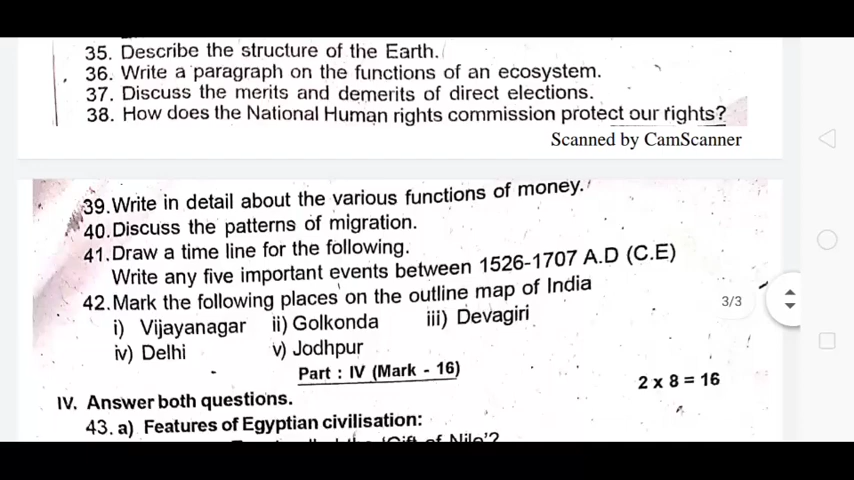 35. Describe the structure of the Earth.
36. Write a paragraph on the functions of an ecosystem.
37. Discuss the merits and demerits of direct elections.
38. How does the National Human rights commission protect our rights?
Scanned by CamScanner
39. Write in detail about the various functions of money.
40. Discuss the patterns of migration.
41. Draw a time line for the following.
Write any five important events between 1526-1707 A.D (C.E)
42. Mark the following places on the outline map of India
3/3
i) Vijayanagar ii) Golkonda iii) Devagiri
iv) Delhi v) Jodhpur
Part : IV (Mark - 16)
IV. Answer both questions. 2 x 8 = 16
43. a) Features of Egyptian civilisation:
'Gift of Nile'?